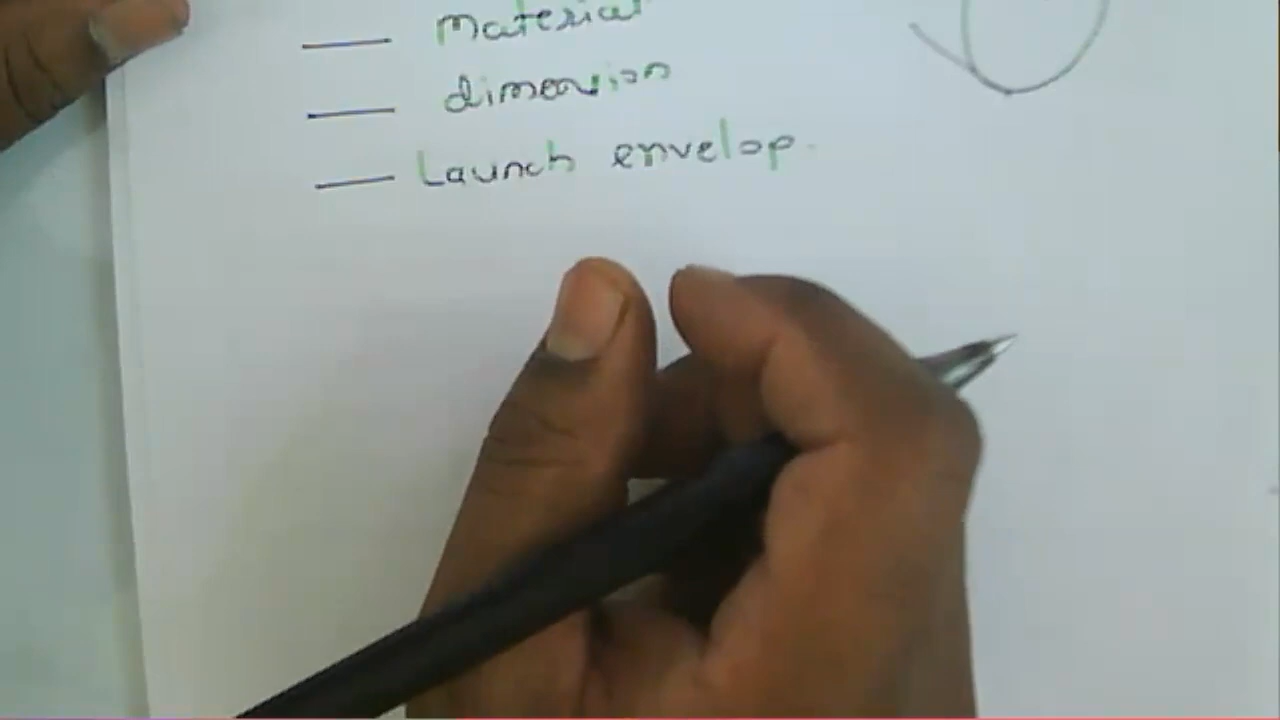 — Material
— dimension
— Launch envelop.